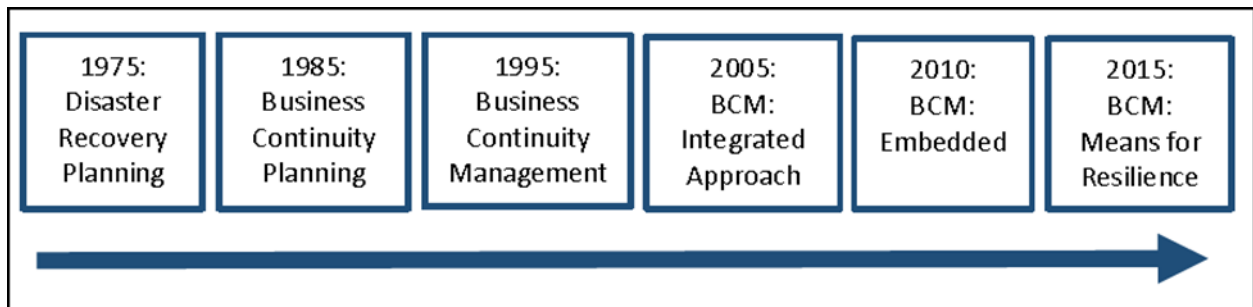 1975:
Disaster
Recovery
Planning
1985:
Business
Continuity
Planning
1995:
Business
Continuity
Management
2005:
BCM:
Integrated
Approach
2010:
BCM:
Embedded
2015:
BCM:
Means for
Resilience